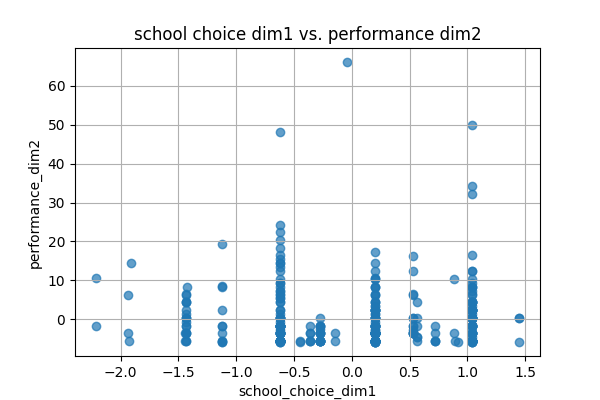 school choice dim1 vs. performance dim2
performance_dim2
60
50
40
30
20
10
0
−2.0 −1.5 −1.0 −0.5 0.0 0.5 1.0 1.5
school_choice_dim1